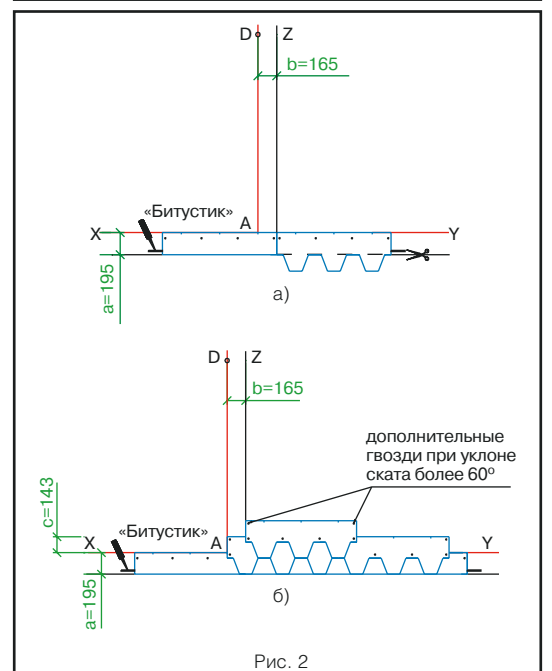 D Z
b=165
«Битустик»
X A Y
a=195
а)
D Z
b=165
дополнительные
гвозди при уклоне
ската более 60º
c=143
«Битустик»
X A Y
a=195
б)
Рис. 2